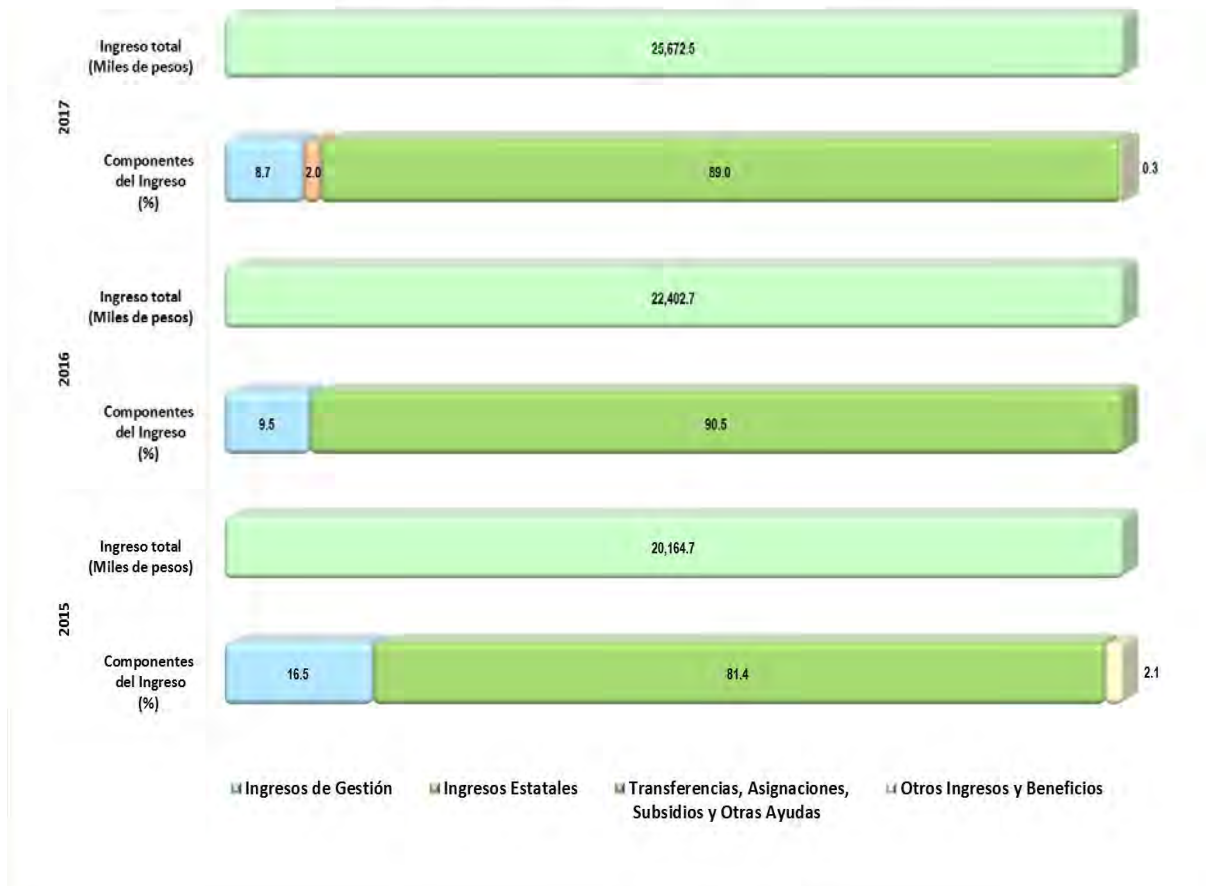 2017
Ingreso total
(Miles de pesos)
25,672.5
Componentes
del Ingreso
(%)
8.7
2.0
89.0
0.3
2016
Ingreso total
(Miles de pesos)
22,402.7
Componentes
del Ingreso
(%)
9.5
90.5
2015
Ingreso total
(Miles de pesos)
20,164.7
Componentes
del Ingreso
(%)
16.5
81.4
2.1
Ingresos de Gestión
Ingresos Estatales
Transferencias, Asignaciones,
Subsidios y Otras Ayudas
Otros Ingresos y Beneficios